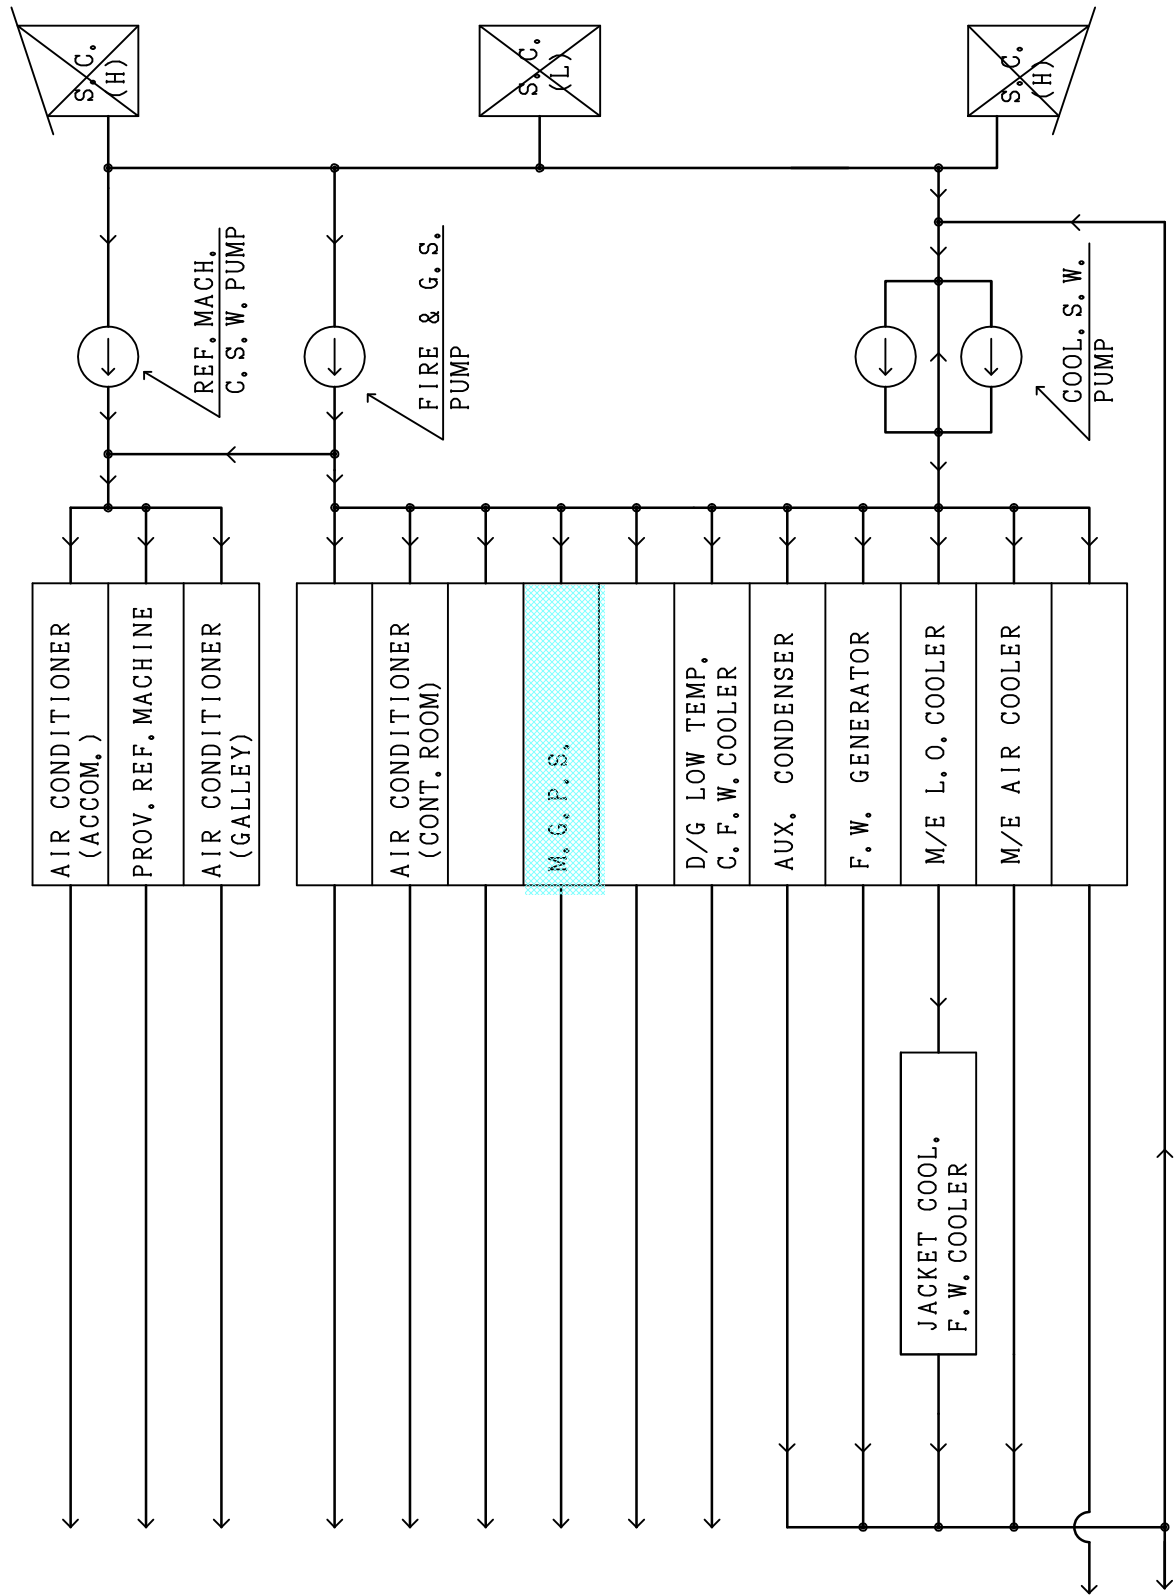 S.C.
(H)
S.C.
(L)
S.C.
(H)
REF.MACH.
C.S.W.PUMP
FIRE & G.S.
PUMP
COOL.S.W.
PUMP
AIR CONDITIONER
(ACCOM.)
PROV.REF.MACHINE
AIR CONDITIONER
(GALLEY)
AIR CONDITIONER
(CONT.ROOM)
M.G.P.S.
D/G LOW TEMP.
C.F.W.COOLER
AUX. CONDENSER
F.W. GENERATOR
M/E L.O.COOLER
M/E AIR COOLER
JACKET COOL.
F.W.COOLER